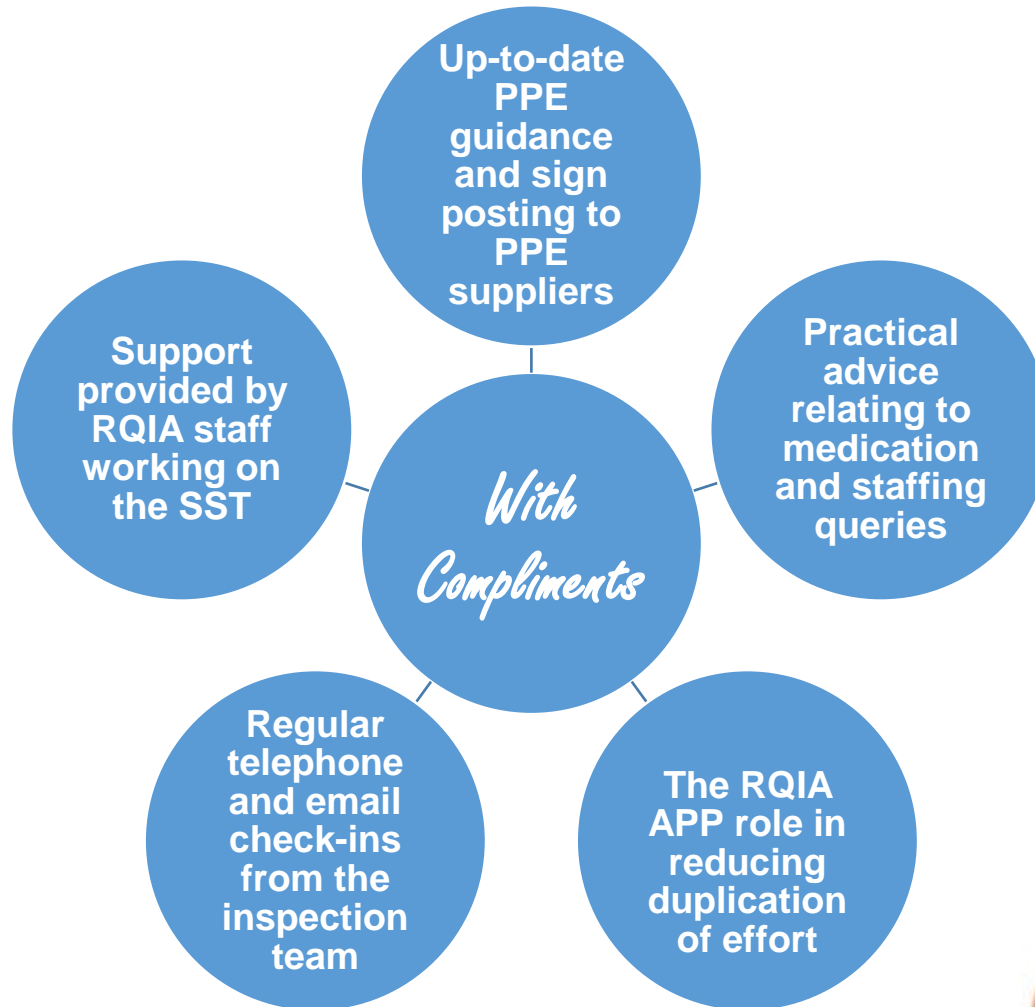 Up-to-date
PPE
guidance
and sign
posting to
PPE
suppliers
Practical
advice
relating to
medication
and staffing
queries
The RQIA
APP role in
reducing
duplication
of effort
Regular
telephone
and email
check-ins
from the
inspection
team
Support
provided by
RQIA staff
working on
the SST
With
Compliments